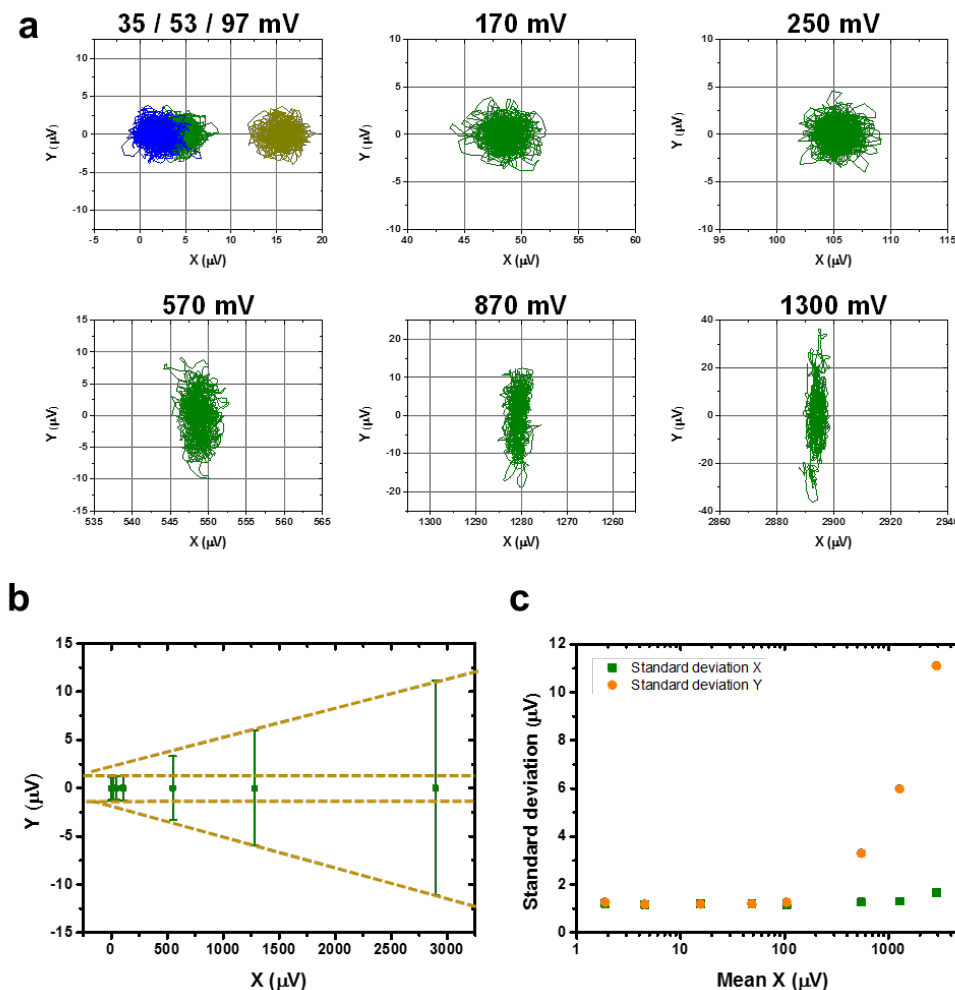 a
35 / 53 / 97 mV
10
5
0
-5
-10
Y (µV)
-5 0 5 10 15 20
X (µV)
170 mV
10
5
0
-5
-10
Y (µV)
40 45 50 55 60
X (µV)
250 mV
10
5
0
-5
-10
Y (µV)
95 100 105 110 115
X (µV)
570 mV
15
10
5
0
-5
-10
-15
Y (µV)
535 540 545 550 555 560 565
X (µV)
870 mV
20
10
0
-10
-20
Y (µV)
1300 1290 1280 1270 1260
X (µV)
1300 mV
40
20
0
-20
-40
Y (µV)
2860 2880 2900 2920 2940
X (µV)
b
15
10
5
0
-5
-10
-15
Y (µV)
0 500 1000 1500 2000 2500 3000
X (µV)
c
12
10
8
6
4
2
0
Standard deviation (µV)
Standard deviation X
Standard deviation Y
1 10 100 1000
Mean X (µV)